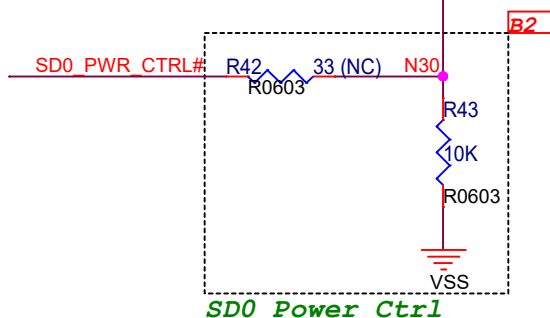 B2
SD0_PWR_CTRL# R42 33 (NC) N30
R0603
R43
10K
R0603
VSS
SD0 Power Ctrl